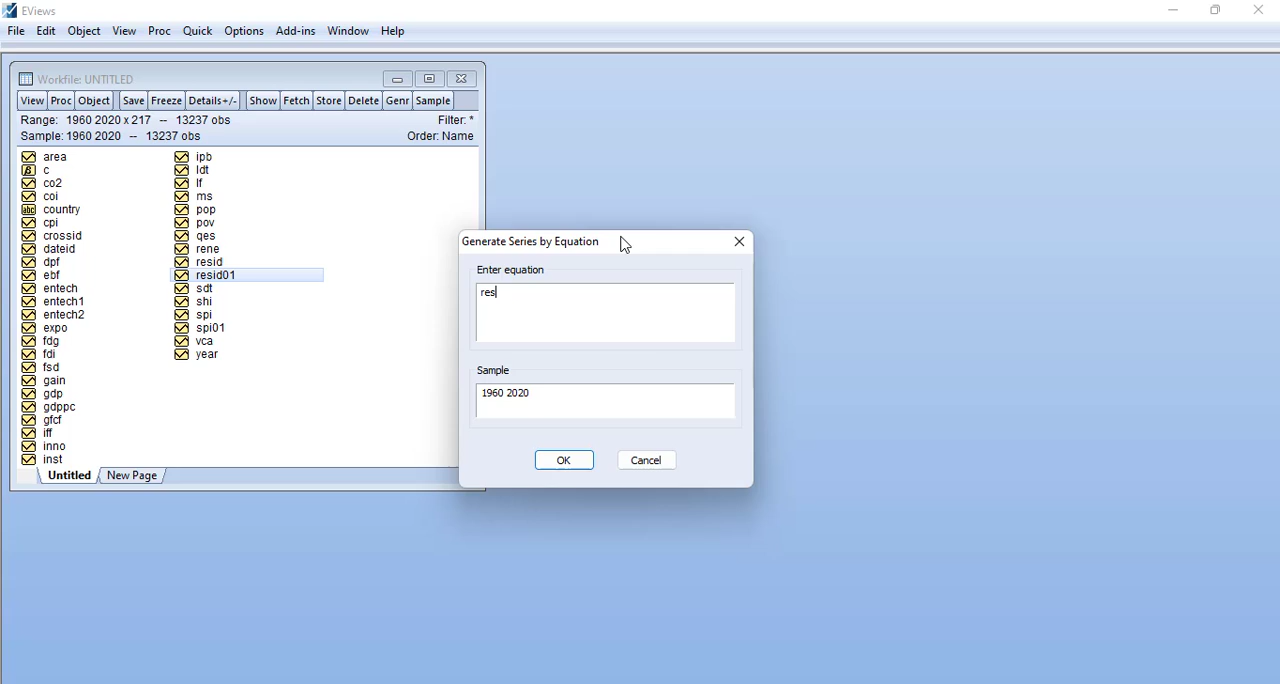 EViews
File Edit Object View Proc Quick Options Add-ins Window Help
Workfile: UNTITLED
View Proc Object Save Freeze Details+/- Show Fetch Store Delete Genr Sample
Range: 1960 2020 x 217 -- 13237 obs Filter: *
Sample: 1960 2020 -- 13237 obs Order: Name
area
c
co2
coi
country
cpi
crossid
dateid
dpf
ebf
entech
entech1
entech2
expo
fdg
fdi
fsd
gain
gdp
gdppc
gfcf
iff
inno
inst
ipb
ldt
lf
ms
pop
pov
qes
rene
resid
resid01
sdt
shi
spi
spi01
vca
year
Untitled New Page
Generate Series by Equation
Enter equation
res
Sample
1960 2020
OK Cancel